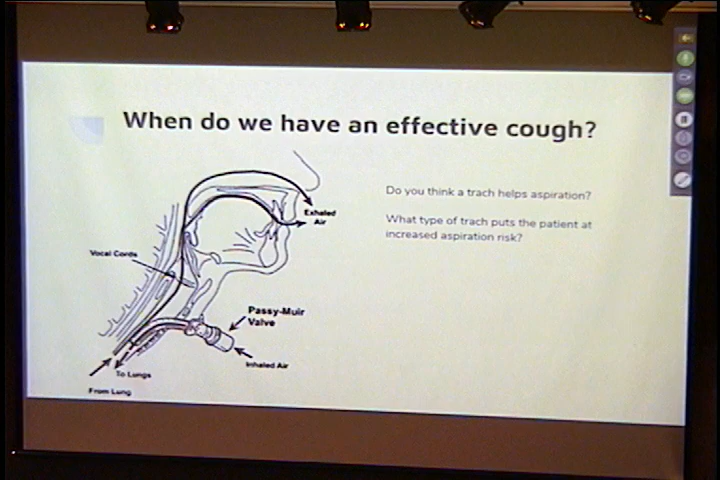 When do we have an effective cough?
Do you think a trach helps aspiration?
What type of trach puts the patient at
increased aspiration risk?
Exhaled
Air
Vocal Cords
Passy-Muir
Valve
Inhaled Air
To Lungs
From Lung